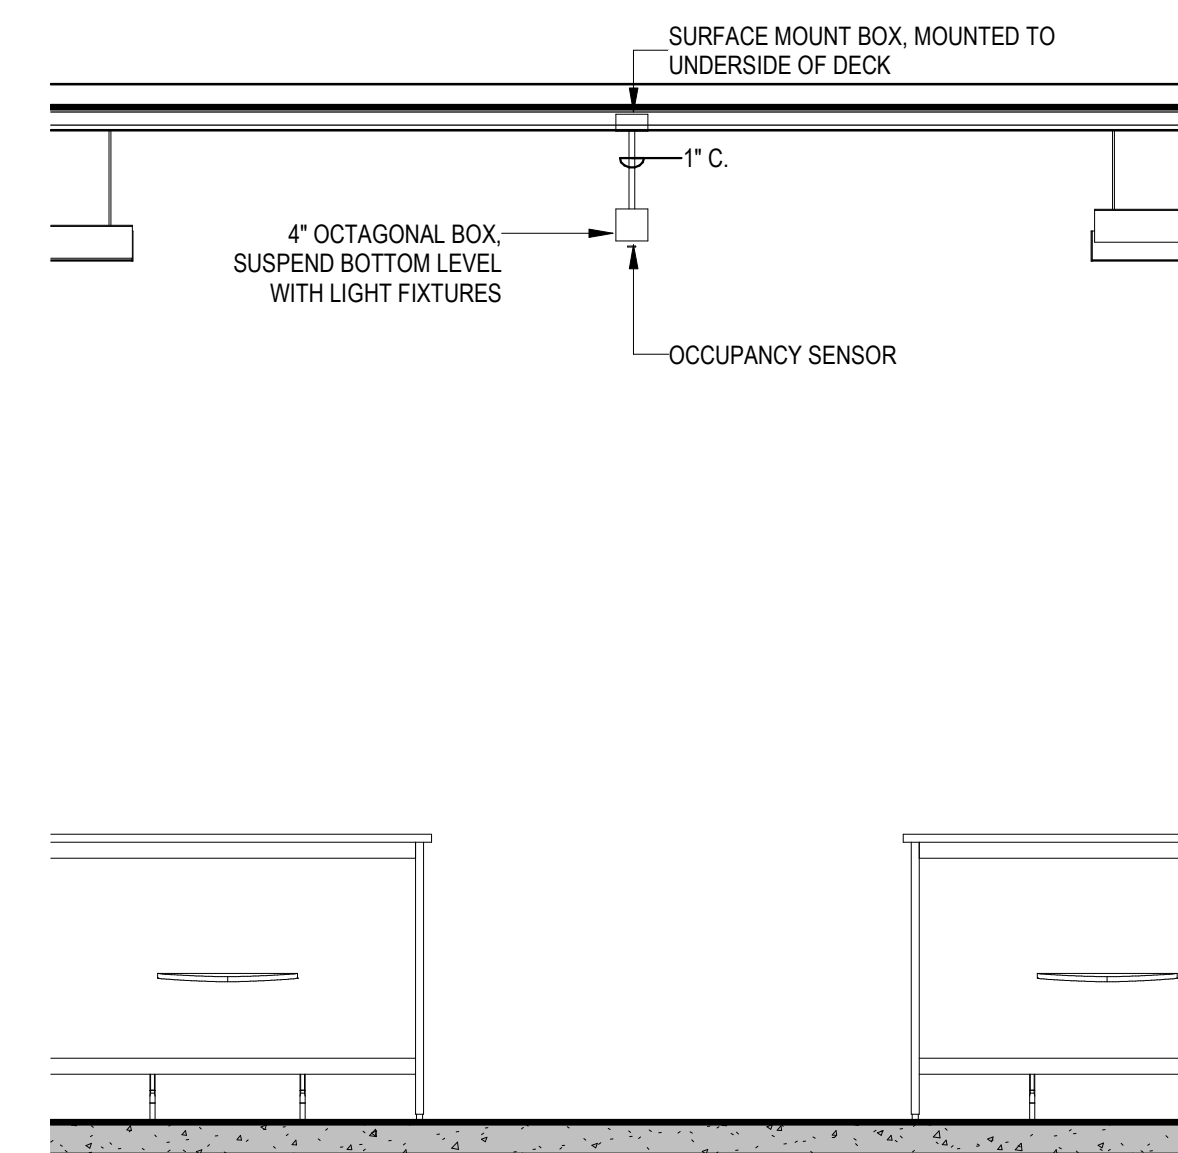 SURFACE MOUNT BOX, MOUNTED TO
UNDERSIDE OF DECK
1" C.
4" OCTAGONAL BOX,
SUSPEND BOTTOM LEVEL
WITH LIGHT FIXTURES
OCCUPANCY SENSOR